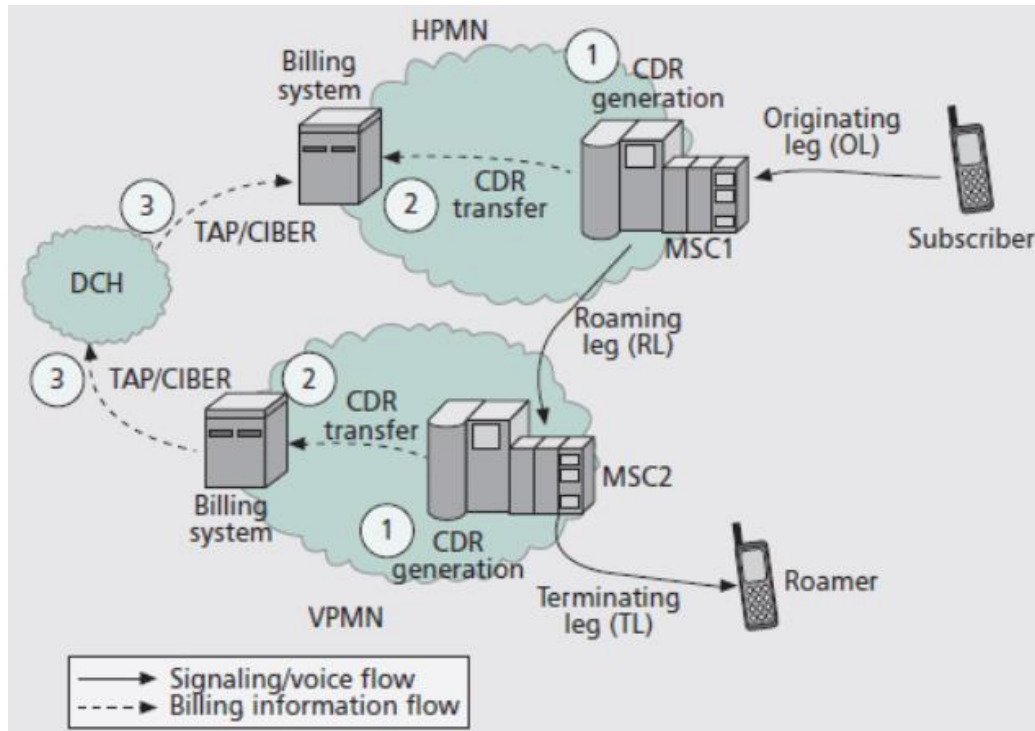 HPMN
Billing
system
1
CDR
generation
Originating
leg (OL)
CDR
transfer
2
3
TAP/CIBER
MSC1
Subscriber
DCH
Roaming
leg (RL)
3
TAP/CIBER
2
CDR
transfer
MSC2
Billing
system
1
CDR
generation
Roamer
Terminating
leg (TL)
VPMN
Signaling/voice flow
Billing information flow